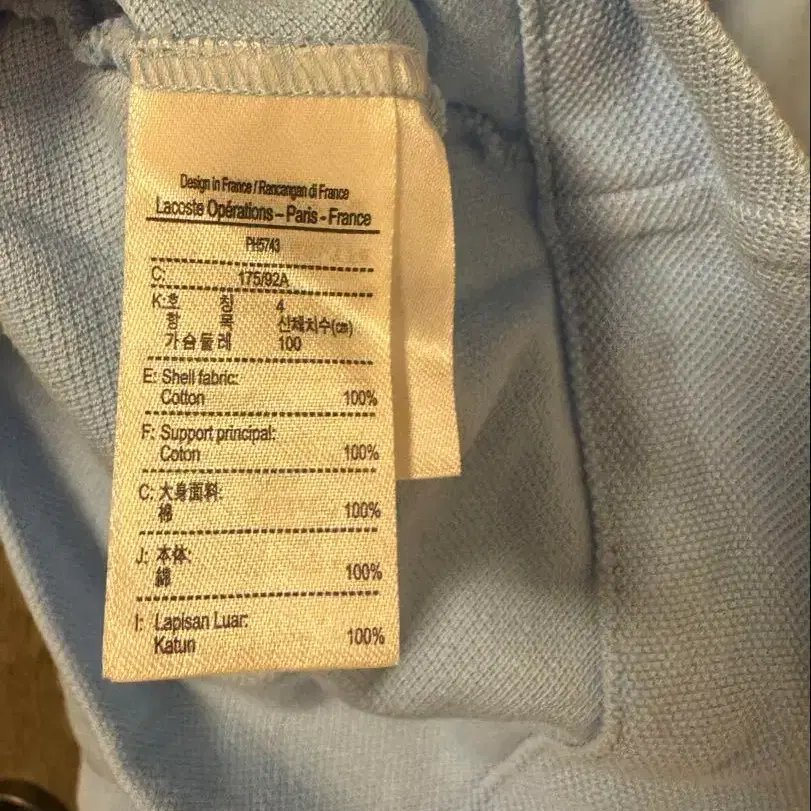 Design in France / Rancangan di France
Lacoste Opérations – Paris - France
PH5743
C: 175/92A
K: 호 칭 4
항 목 신체치수(㎝)
가슴둘레 100
E: Shell fabric:
Cotton 100%
F: Support principal:
Coton 100%
C: 大身面料:
棉 100%
J: 本体:
綿 100%
I: Lapisan Luar:
Katun 100%